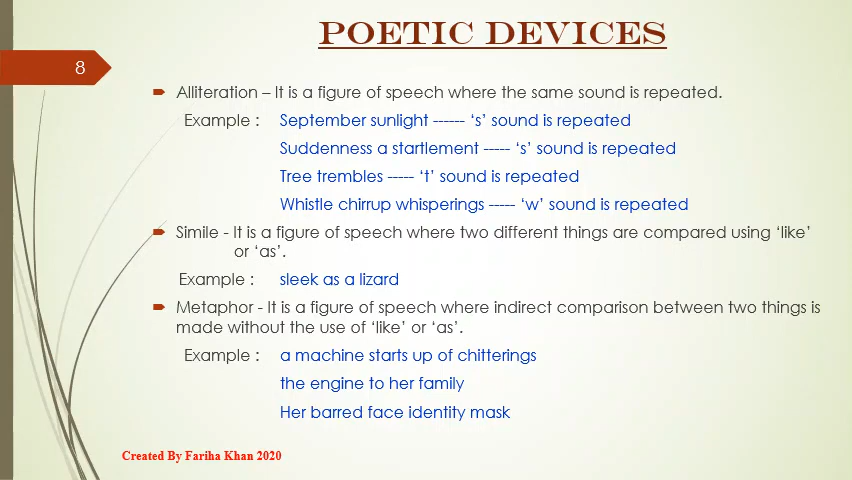 POETIC DEVICES
8
Alliteration – It is a figure of speech where the same sound is repeated.
Example : September sunlight ------ ‘s’ sound is repeated
Suddenness a startlement ----- ‘s’ sound is repeated
Tree trembles ----- ‘t’ sound is repeated
Whistle chirrup whisperings ----- ‘w’ sound is repeated
Simile - It is a figure of speech where two different things are compared using ‘like’
or ‘as’.
Example : sleek as a lizard
Metaphor - It is a figure of speech where indirect comparison between two things is
made without the use of ‘like’ or ‘as’.
Example : a machine starts up of chitterings
the engine to her family
Her barred face identity mask
Created By Fariha Khan 2020